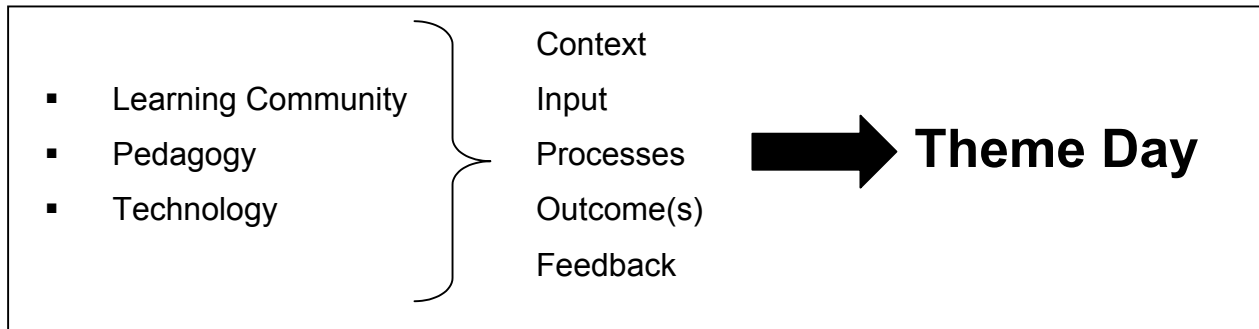 ▪ Learning Community
▪ Pedagogy
▪ Technology
Context
Input
Processes
Outcome(s)
Feedback
Theme Day